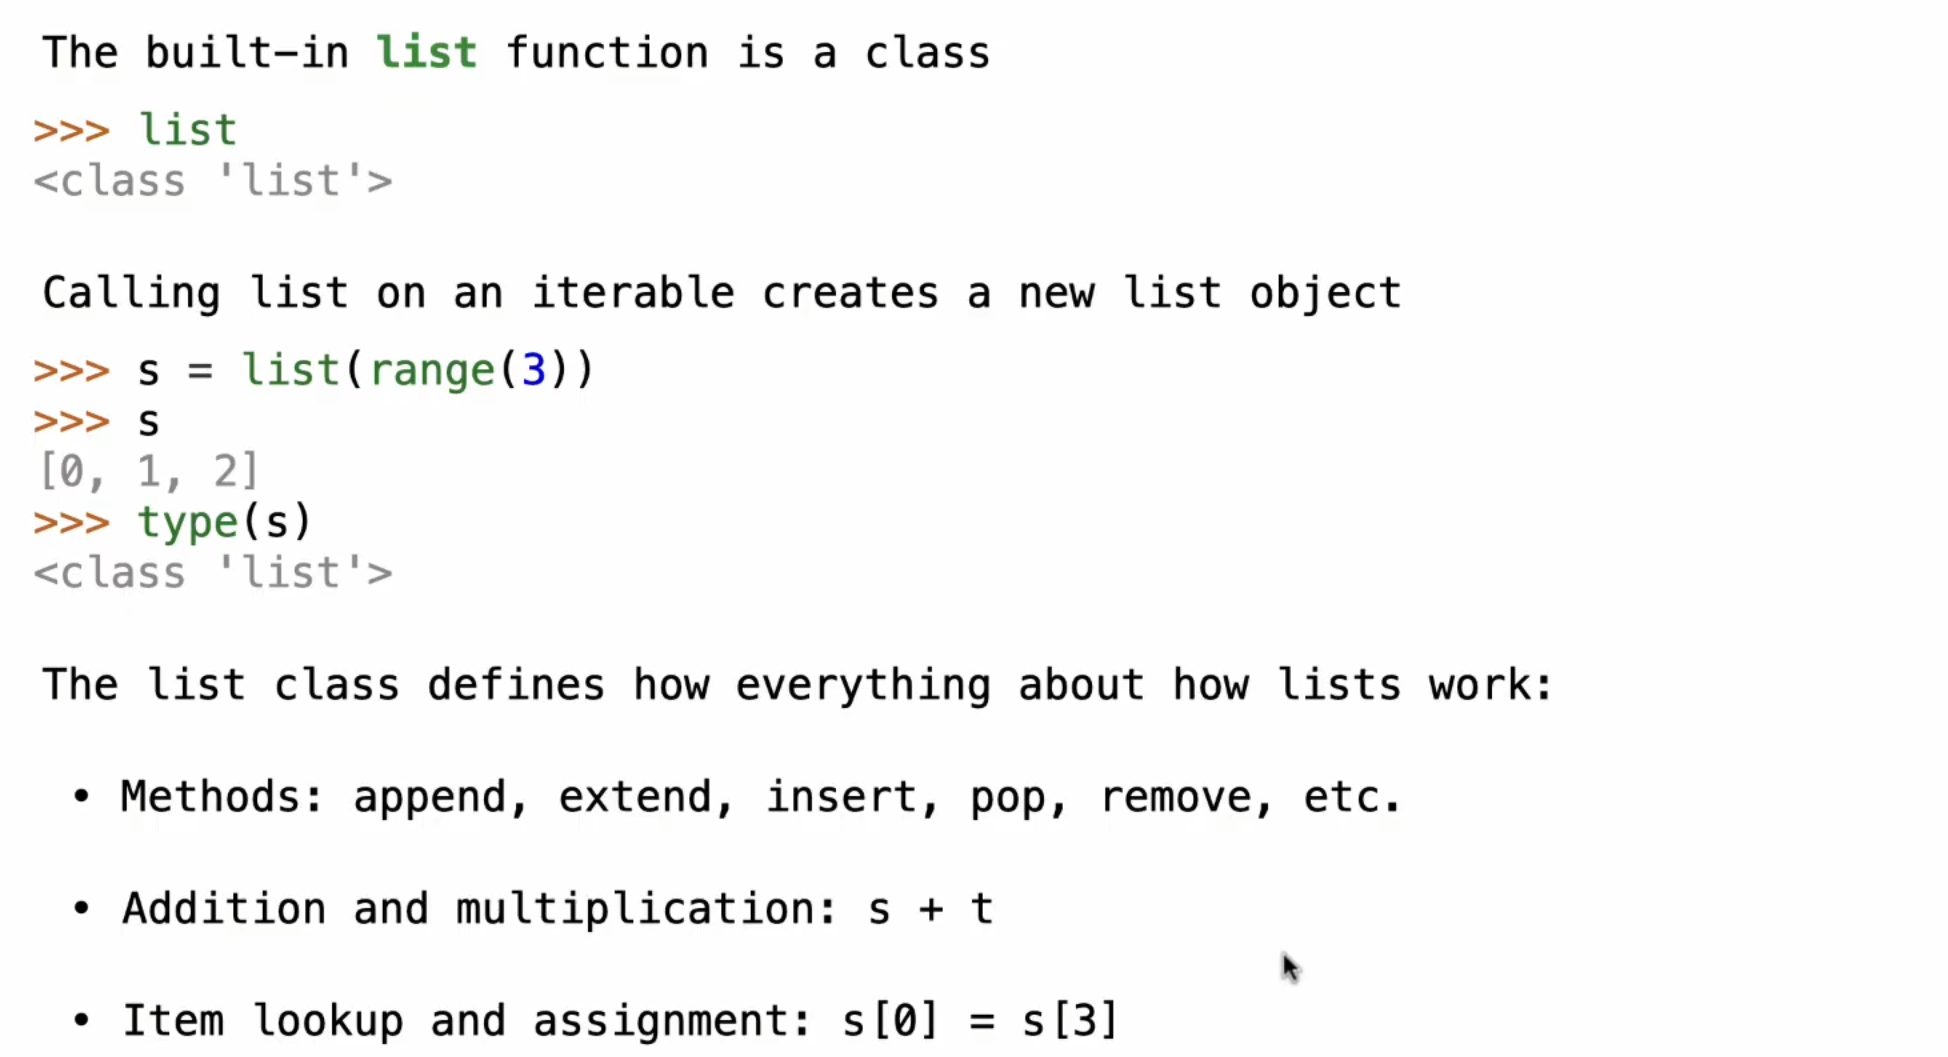 The built-in list function is a class
>>> list
<class 'list'>
Calling list on an iterable creates a new list object
>>> s = list(range(3))
>>> s
[0, 1, 2]
>>> type(s)
<class 'list'>
The list class defines how everything about how lists work:
• Methods: append, extend, insert, pop, remove, etc.
• Addition and multiplication: s + t
• Item lookup and assignment: s[0] = s[3]